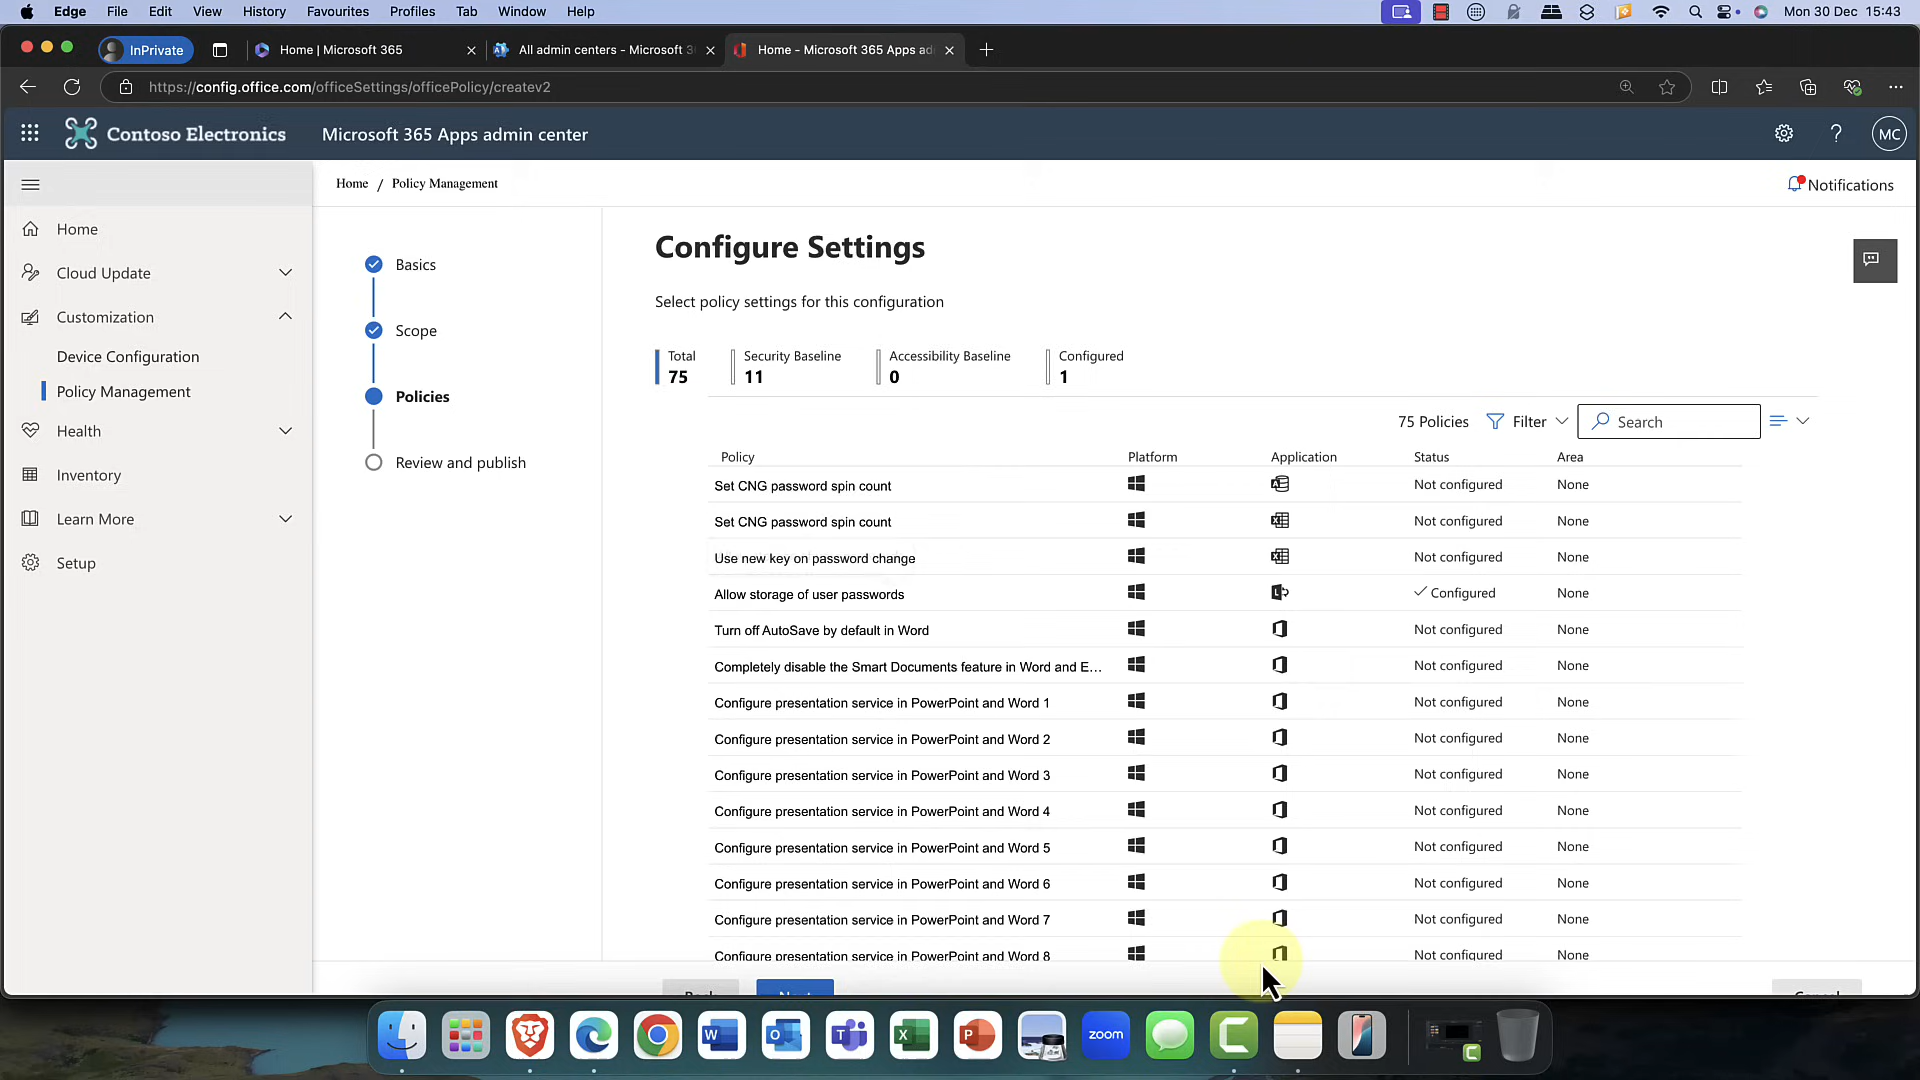 Edge File Edit View History Favourites Profiles Tab Window Help Mon 30 Dec 15:43
InPrivate Home | Microsoft 365 All admin centers - Microsoft 3 Home - Microsoft 365 Apps ad
https://config.office.com/officeSettings/officePolicy/createv2
Contoso Electronics Microsoft 365 Apps admin center MC
Home / Policy Management Notifications
Home
Cloud Update
Customization
Device Configuration
Policy Management
Health
Inventory
Learn More
Setup
Basics
Scope
Policies
Review and publish
Configure Settings
Select policy settings for this configuration
Total Security Baseline Accessibility Baseline Configured
75 11 0 1
75 Policies Filter Search
Policy Platform Application Status Area
Set CNG password spin count Not configured None
Set CNG password spin count Not configured None
Use new key on password change Not configured None
Allow storage of user passwords Configured None
Turn off AutoSave by default in Word Not configured None
Completely disable the Smart Documents feature in Word and E... Not configured None
Configure presentation service in PowerPoint and Word 1 Not configured None
Configure presentation service in PowerPoint and Word 2 Not configured None
Configure presentation service in PowerPoint and Word 3 Not configured None
Configure presentation service in PowerPoint and Word 4 Not configured None
Configure presentation service in PowerPoint and Word 5 Not configured None
Configure presentation service in PowerPoint and Word 6 Not configured None
Configure presentation service in PowerPoint and Word 7 Not configured None
Configure presentation service in PowerPoint and Word 8 Not configured None
Back Next Cancel
zoom